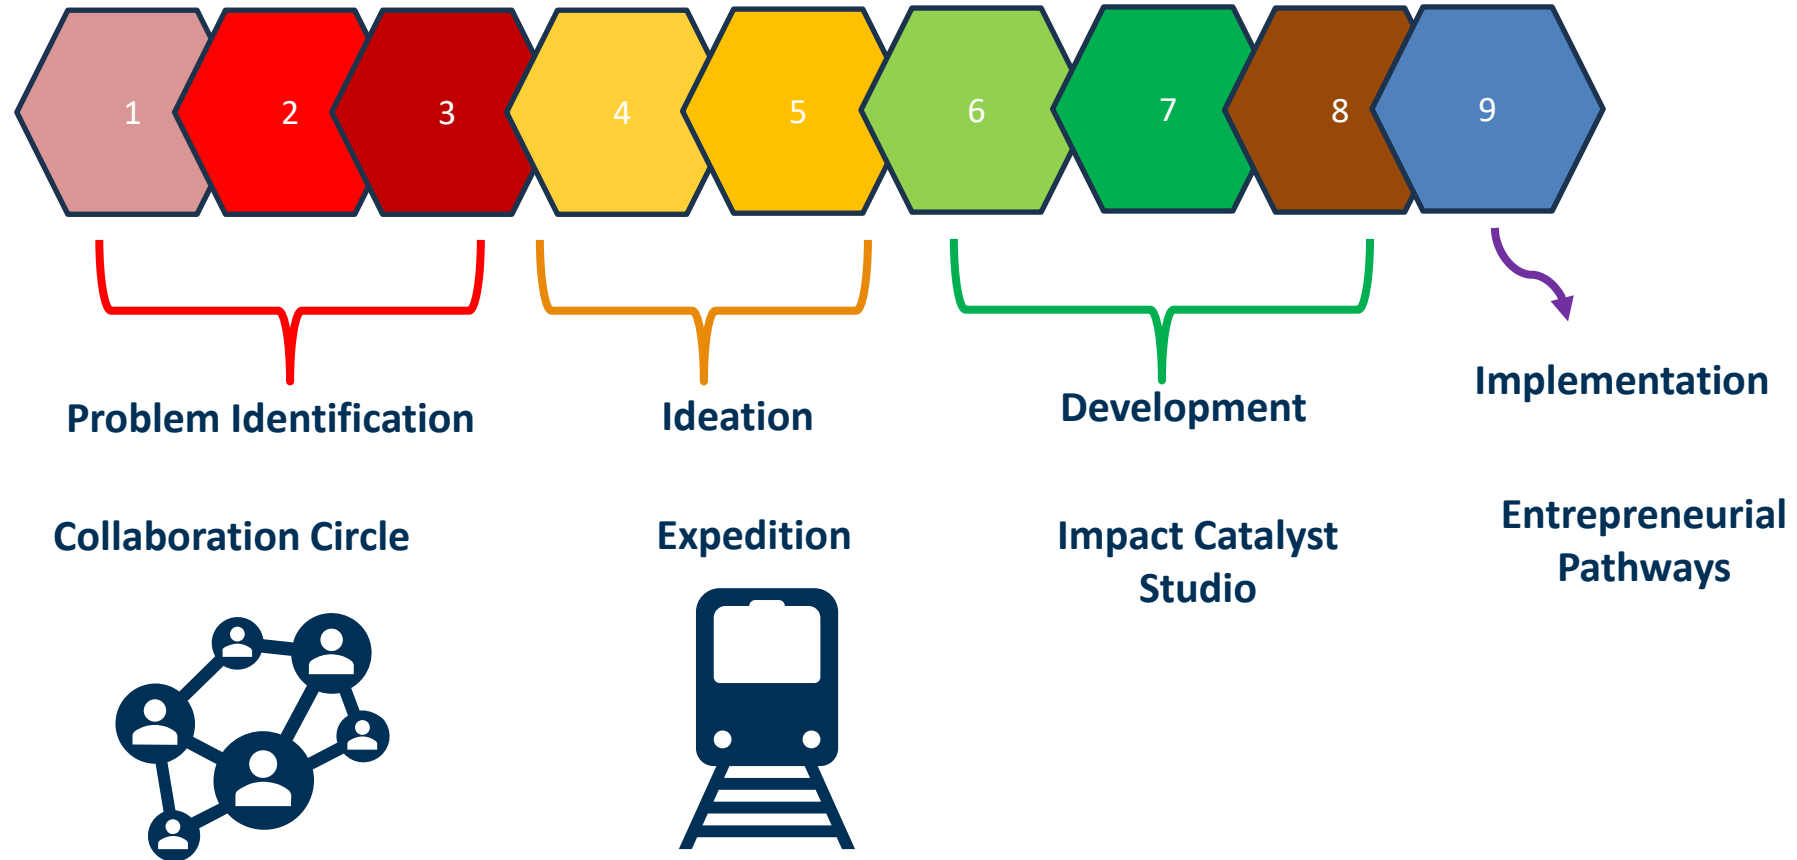 1
2
3
4
5
6
7
8
9
Problem Identification
Ideation
Development
Implementation
Collaboration Circle
Expedition
Impact Catalyst
Studio
Entrepreneurial
Pathways